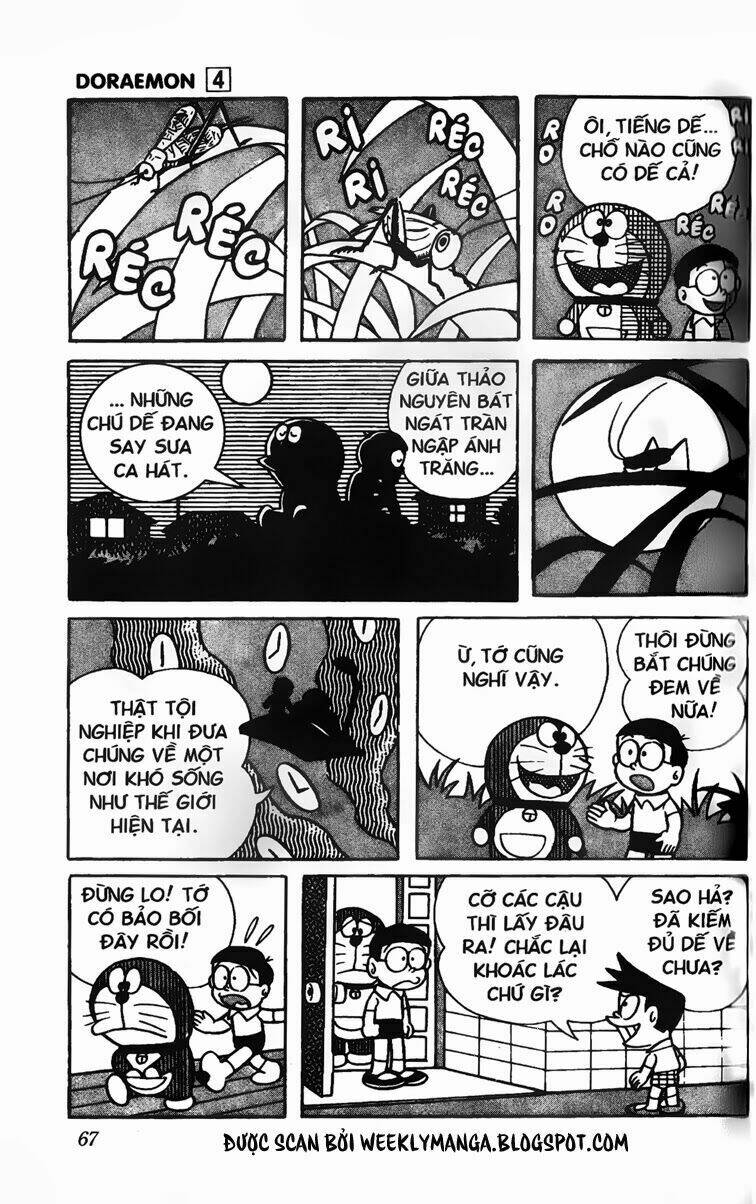 DORAEMON 4
ÔI, TIẾNG DẾ...
CHỖ NÀO CŨNG
CÓ DẾ CẢ!
RI
RI
RO
RO
RÉC
RÉC
RI
RI
RÉC
RÉC
RÉC
RÉC
GIỮA THẢO
NGUYÊN BÁT
NGÁT TRÀN
NGẬP ÁNH
TRĂNG...
... NHỮNG
CHÚ DẾ ĐANG
SAY SƯA
CA HÁT.
THÔI ĐỪNG
BẮT CHÚNG
ĐEM VỀ
NỮA!
Ừ, TỚ CŨNG
NGHĨ VẬY.
THẬT TỘI
NGHIỆP KHI ĐƯA
CHÚNG VỀ MỘT
NƠI KHÓ SỐNG
NHƯ THẾ GIỚI
HIỆN TẠI.
SAO HẢ?
ĐÃ KIẾM
ĐỦ DẾ VỀ
CHƯA?
CỠ CÁC CẬU
THÌ LẤY ĐÂU
RA! CHẮC LẠI
KHOÁC LÁC
CHỨ GÌ?
ĐỪNG LO! TỚ
CÓ BẢO BỐI
ĐÂY RỒI!
67
ĐƯỢC SCAN BỞI WEEKLYMANGA.BLOGSPOT.COM